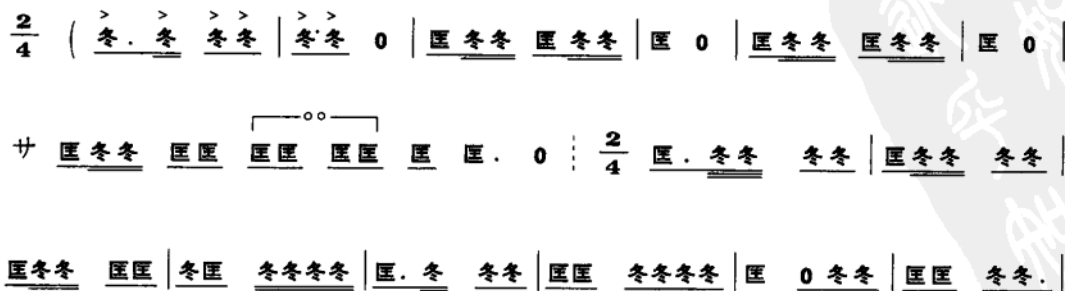 2/4 ( 冬. 冬 冬冬 | 冬·冬 0 | 匡冬冬 匡冬冬 | 匡 0 | 匡冬冬 匡冬冬 | 匡 0 |
サ 匡冬冬 匡匡 匡匡 匡匡 匡 匡. 0 ┊ 2/4 匡. 冬冬 冬冬 | 匡冬冬 冬冬 |
匡冬冬 匡匡 | 冬匡 冬冬冬冬 | 匡. 冬 冬冬 | 匡匡 冬冬冬冬 | 匡 0 冬冬 | 匡匡 冬冬. |